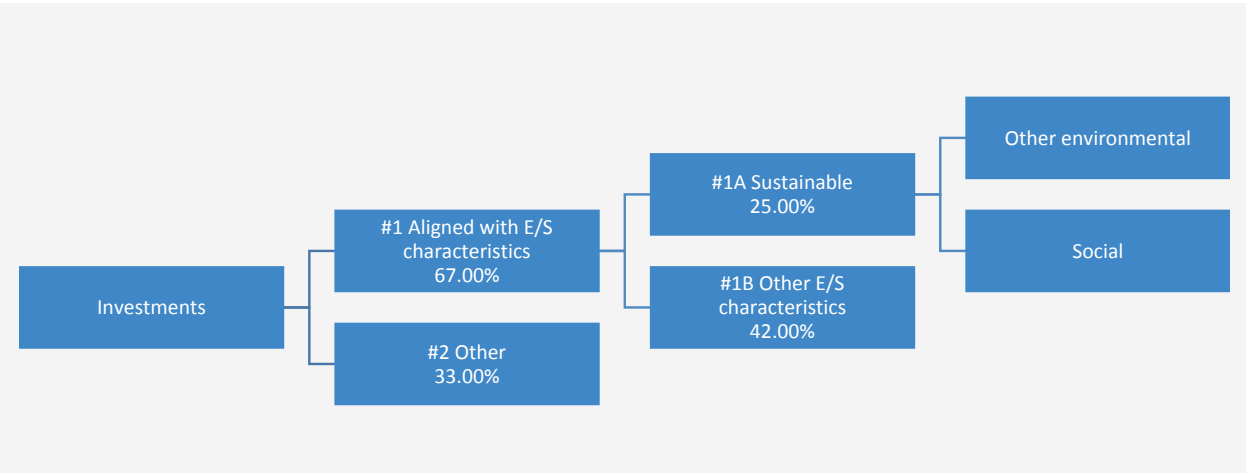 Investments
#1 Aligned with E/S
characteristics
67.00%
#2 Other
33.00%
#1A Sustainable
25.00%
#1B Other E/S
characteristics
42.00%
Other environmental
Social